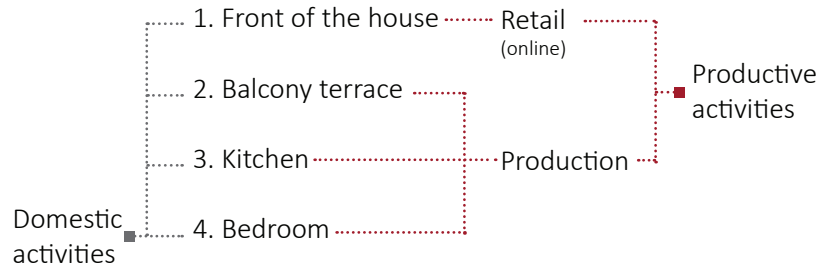 1. Front of the house
Retail
(online)
2. Balcony terrace
Productive
activities
3. Kitchen
Production
4. Bedroom
Domestic
activities